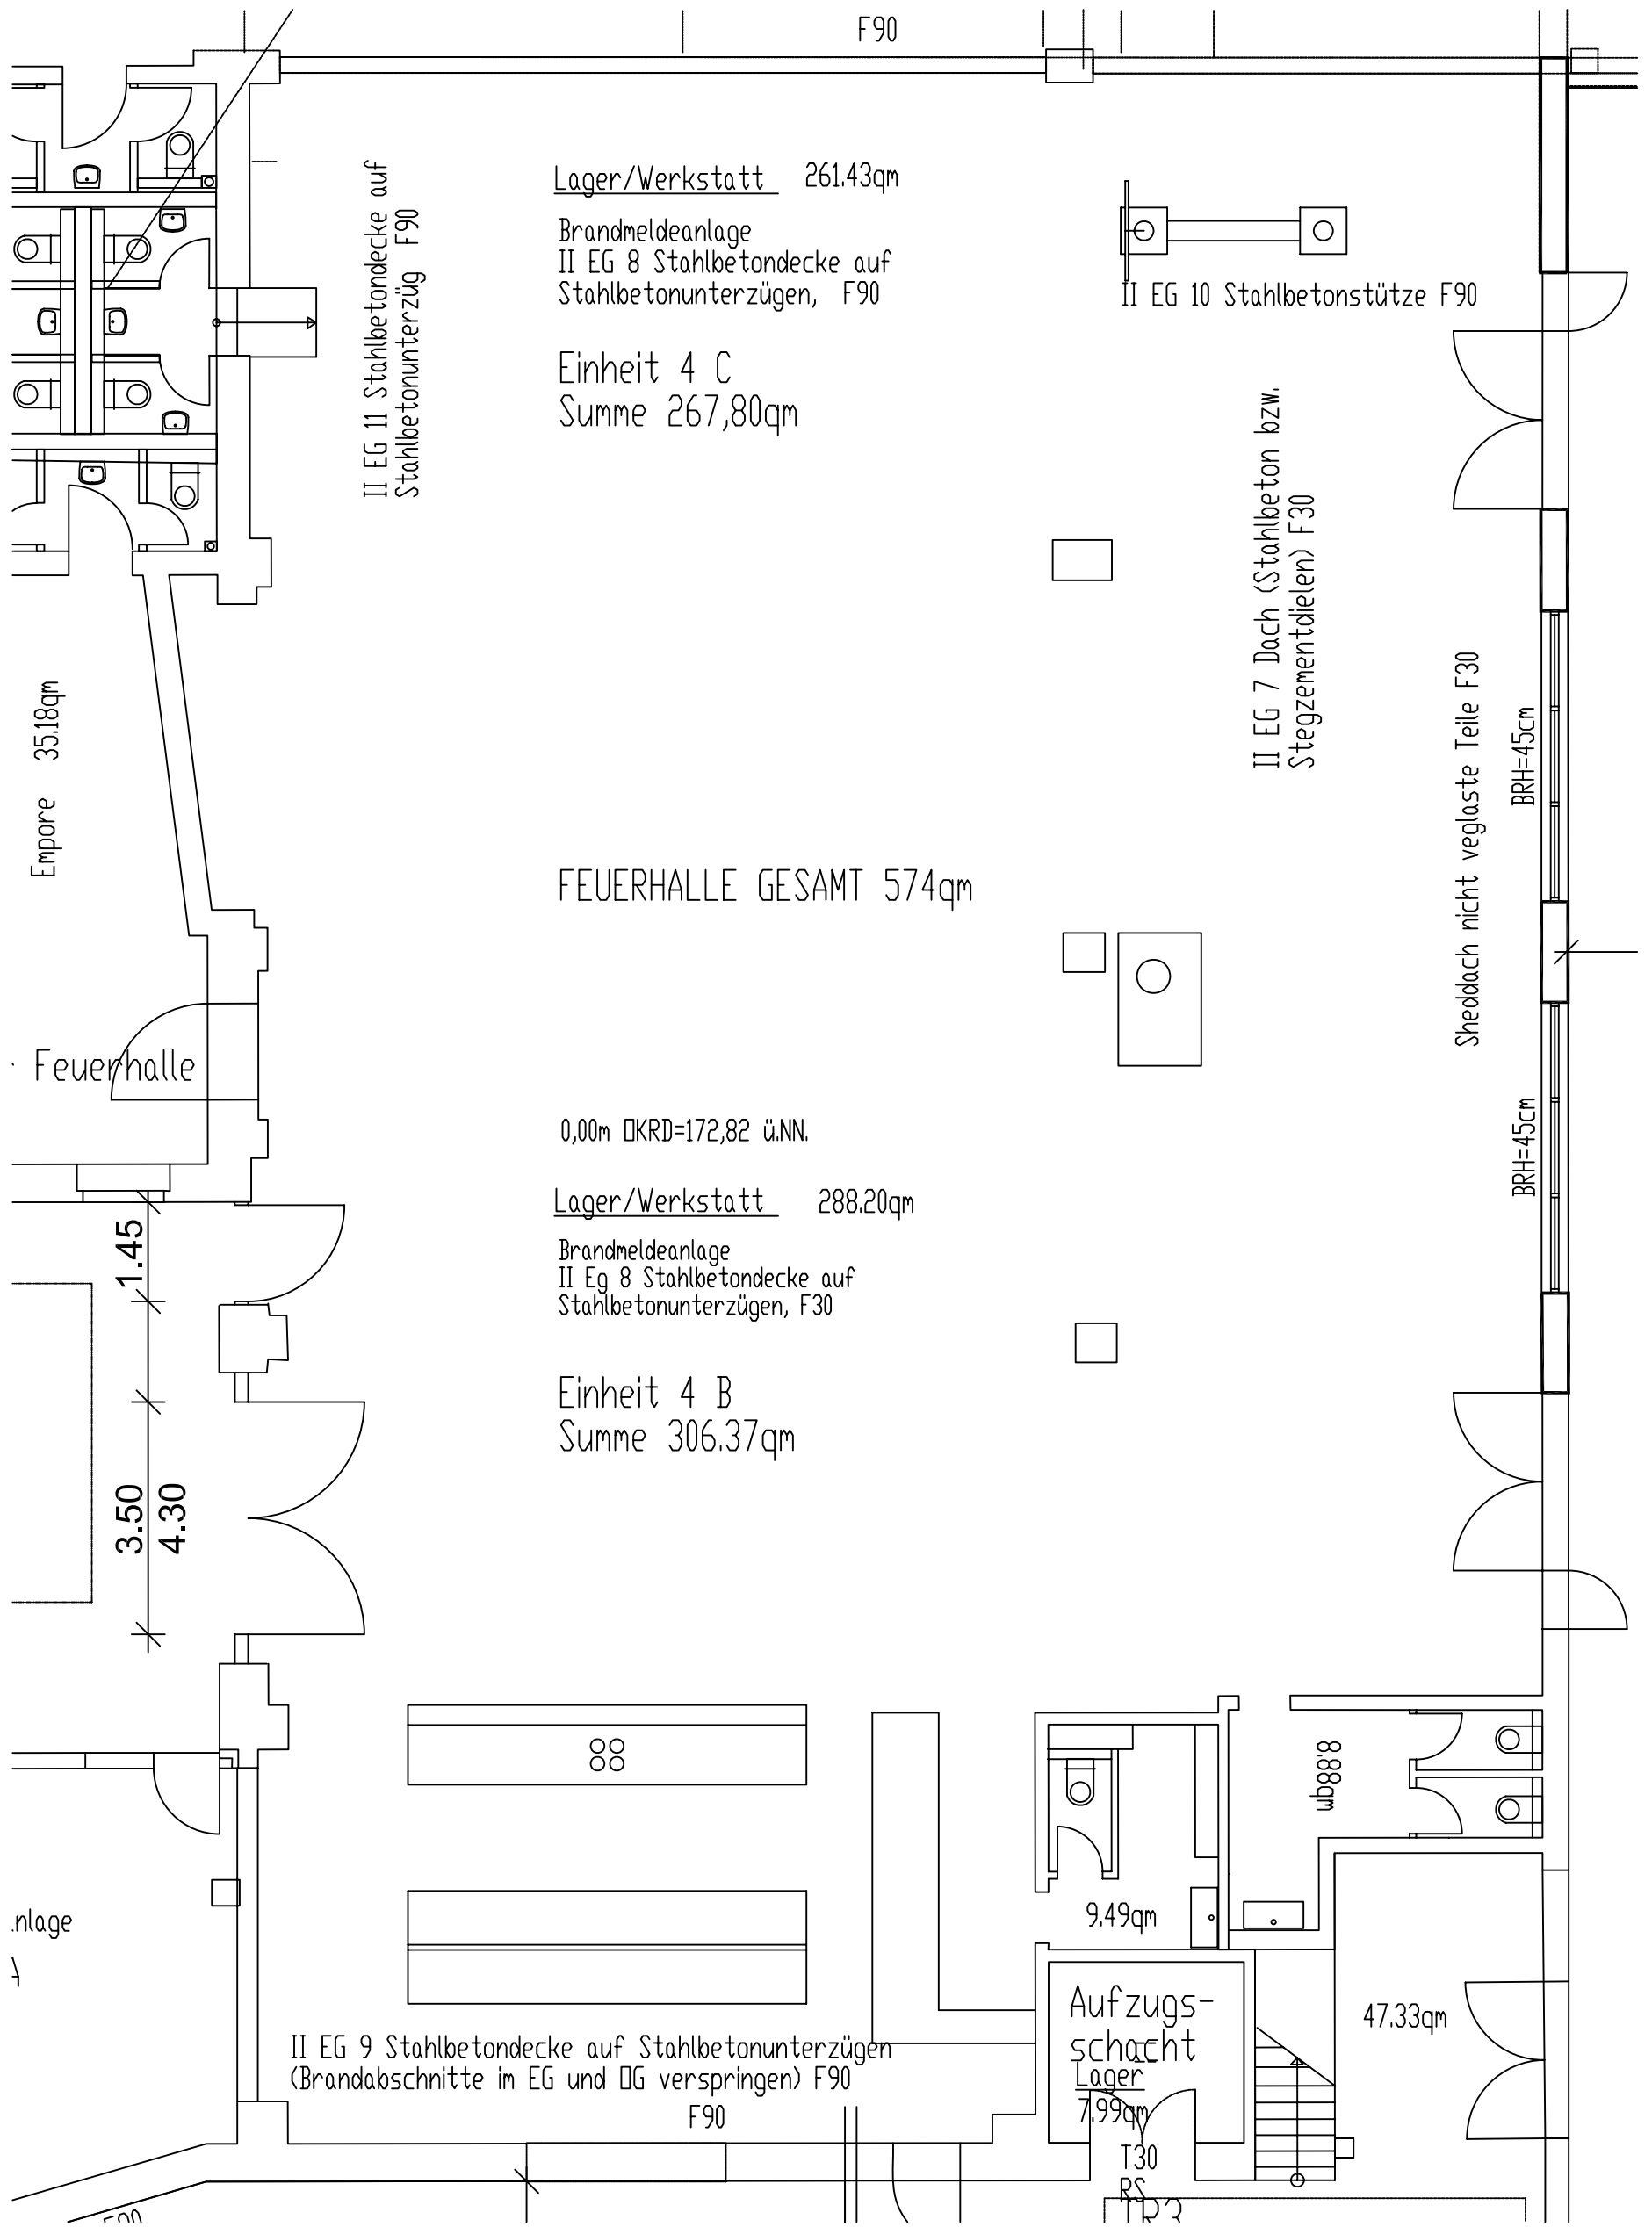 F90
Lager/Werkstatt 261.43qm
Brandmeldeanlage
II EG 8 Stahlbetondecke auf
Stahlbetonunterzügen, F90
II EG 11 Stahlbetondecke auf
Stahlbetonunterzüg F90
II EG 10 Stahlbetonstütze F90
Einheit 4 C
Summe 267,80qm
II EG 7 Dach (Stahlbeton bzw.
Stegzementdielen) F30
Empore 35.18qm
Sheddach nicht veglaste Teile F30
BRH=45cm
FEUERHALLE GESAMT 574qm
Feuerhalle
0,00m □KRD=172,82 ü.NN.
BRH=45cm
Lager/Werkstatt 288.20qm
1.45
Brandmeldeanlage
II Eg 8 Stahlbetondecke auf
Stahlbetonunterzügen, F30
Einheit 4 B
Summe 306.37qm
3.50
4.30
8.88qm
9.49qm
.nlage
Aufzugs-
schacht
Lager
7.99qm
47.33qm
II EG 9 Stahlbetondecke auf Stahlbetonunterzügen
(Brandabschnitte im EG und □G verspringen) F90
F90
T30
RS
F90